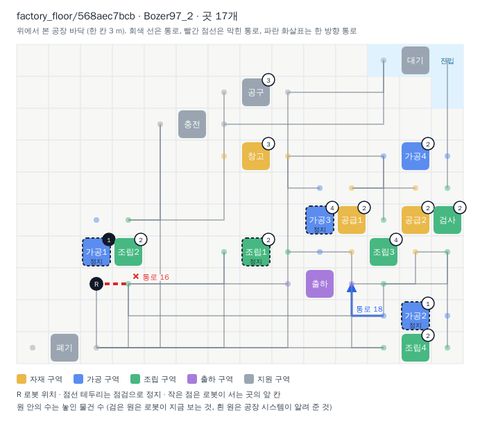 factory_floor/568aec7bcb · Bozer97_2 · 곳 17개
위에서 본 공장 바닥 (한 칸 3 m). 회색 선은 통로, 빨간 점선은 막힌 통로, 파란 화살표는 한 방향 통로
대기
진입
3
공구
충전
3
창고
2
가공4
4
가공3
정지
2
공급1
2
공급2
2
검사
1
가공1
정지
2
조립2
2
조립1
정지
4
조립3
R
✖ 통로 16
출하
통로 18
1
가공2
정지
2
조립4
폐기
자재 구역
가공 구역
조립 구역
출하 구역
지원 구역
R 로봇 위치 · 점선 테두리는 점검으로 정지 · 작은 점은 로봇이 서는 곳의 앞 칸
원 안의 수는 놓인 물건 수 (검은 원은 로봇이 지금 보는 것, 흰 원은 공장 시스템이 알려 준 것)